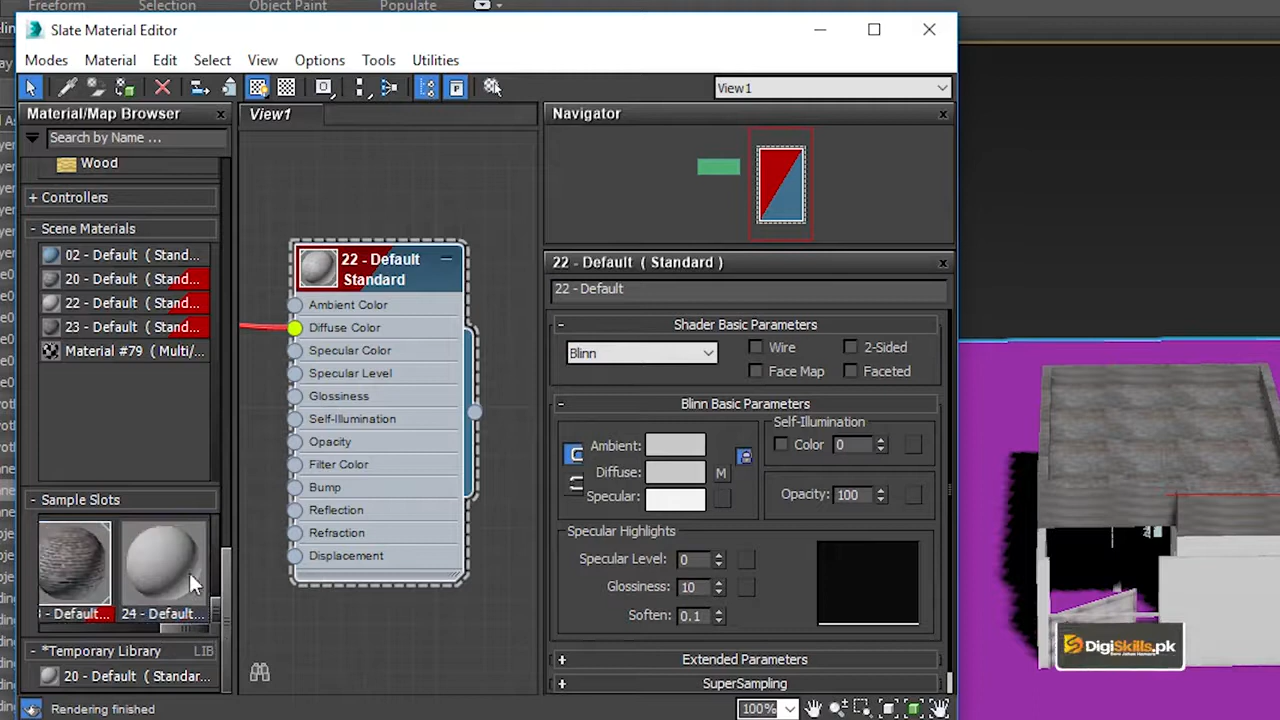 Freeform Selection Object Paint Populate
Slate Material Editor
Modes Material Edit Select View Options Tools Utilities
View1
Material/Map Browser
Search by Name ...
Wood
+ Controllers
- Scene Materials
02 - Default ( Stand...
20 - Default ( Stand...
22 - Default ( Stand...
23 - Default ( Stand...
Material #79 ( Multi/...
- Sample Slots
- Default...
24 - Default...
- *Temporary Library LIB
20 - Default ( Standar...
Rendering finished
View1
22 - Default
Standard
Ambient Color
Diffuse Color
Specular Color
Specular Level
Glossiness
Self-Illumination
Opacity
Filter Color
Bump
Reflection
Refraction
Displacement
Navigator
22 - Default ( Standard )
22 - Default
- Shader Basic Parameters
Blinn
Wire
2-Sided
Face Map
Faceted
- Blinn Basic Parameters
Ambient:
Diffuse: M
Specular:
Self-Illumination
Color 0
Opacity: 100
Specular Highlights
Specular Level: 0
Glossiness: 10
Soften: 0.1
+ Extended Parameters
+ SuperSampling
100%
DigiSkills.pk